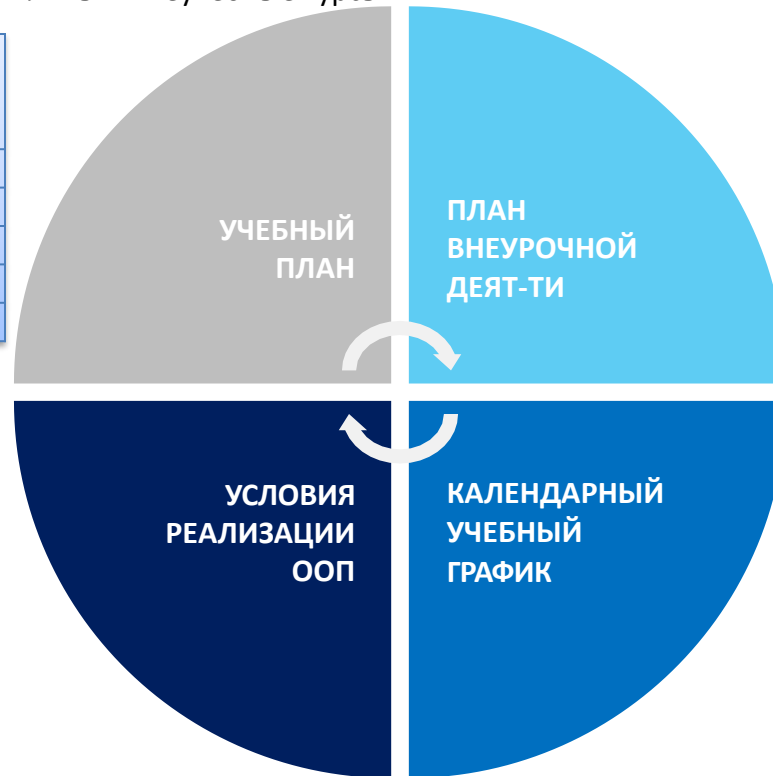 УЧЕБНЫЙ
ПЛАН
ПЛАН
ВНЕУРОЧНОЙ
ДЕЯТ-ТИ
УСЛОВИЯ
РЕАЛИЗАЦИИ
ООП
КАЛЕНДАРНЫЙ
УЧЕБНЫЙ
ГРАФИК